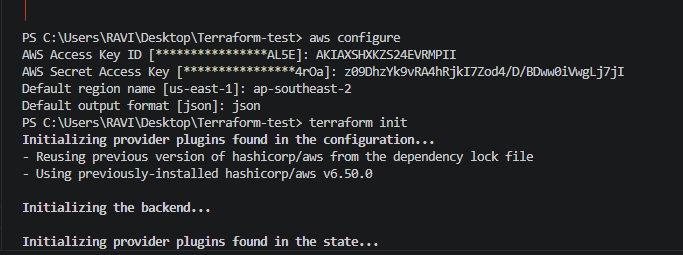 PS C:\Users\RAVI\Desktop\Terraform-test> aws configure
AWS Access Key ID [****************AL5E]: AKIAXSHXKZS24EVRMPII
AWS Secret Access Key [****************4rOa]: 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
Default region name [us-east-1]: ap-southeast-2
Default output format [json]: json
PS C:\Users\RAVI\Desktop\Terraform-test> terraform init
Initializing provider plugins found in the configuration...
- Reusing previous version of hashicorp/aws from the dependency lock file
- Using previously-installed hashicorp/aws v6.50.0
Initializing the backend...
Initializing provider plugins found in the state...